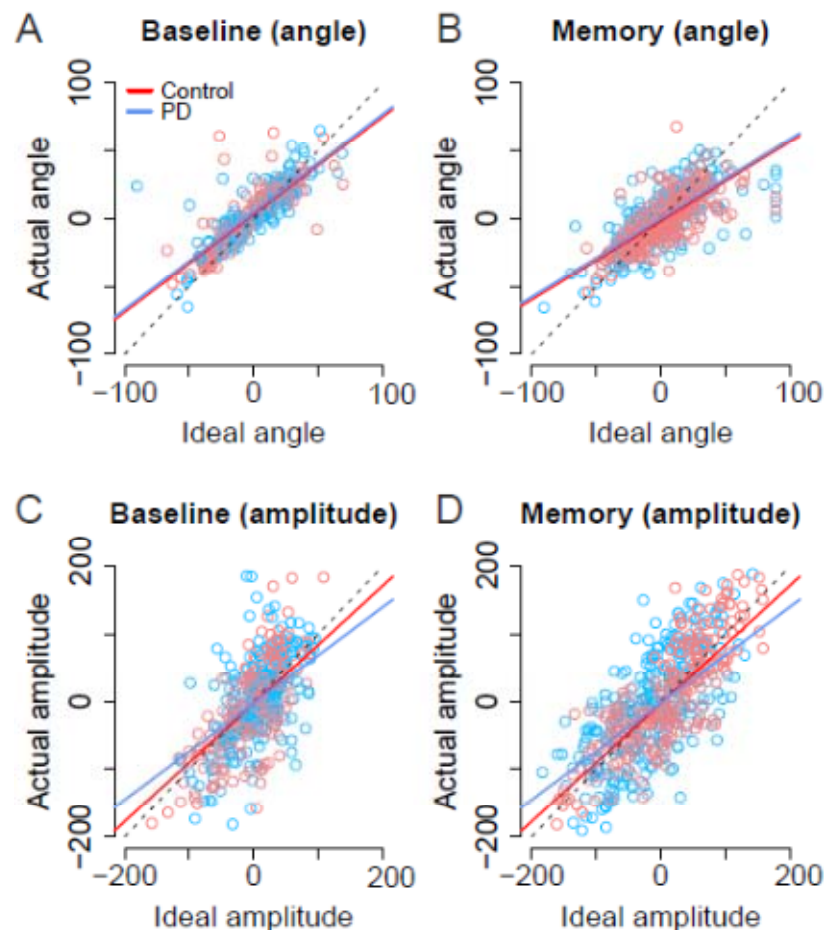 A Baseline (angle)
B Memory (angle)
Control
PD
Actual angle
100
0
−100
−100 0 100
Ideal angle
100
0
−100
−100 0 100
Ideal angle
Actual angle
C Baseline (amplitude)
D Memory (amplitude)
Actual amplitude
200
0
−200
−200 0 200
Ideal amplitude
Actual amplitude
200
0
−200
−200 0 200
Ideal amplitude